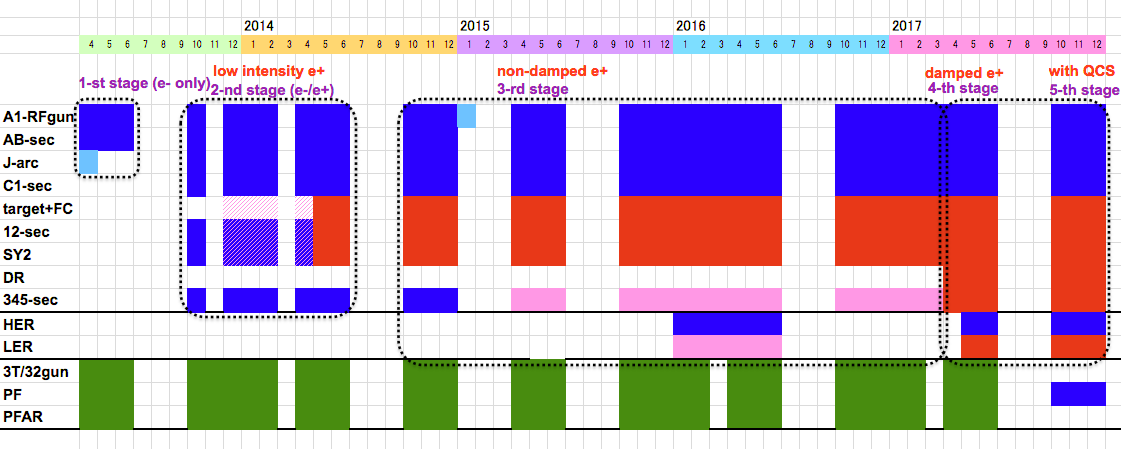 2014 2015 2016 2017
4 5 6 7 8 9 10 11 12 1 2 3 4 5 6 7 8 9 10 11 12 1 2 3 4 5 6 7 8 9 10 11 12 1 2 3 4 5 6 7 8 9 10 11 12 1 2 3 4 5 6 7 8 9 10 11 12
low intensity e+ non-damped e+ damped e+ with QCS
1-st stage (e- only) 2-nd stage (e-/e+) 3-rd stage 4-th stage 5-th stage
A1-RFgun
AB-sec
J-arc
C1-sec
target+FC
12-sec
SY2
DR
345-sec
HER
LER
3T/32gun
PF
PFAR